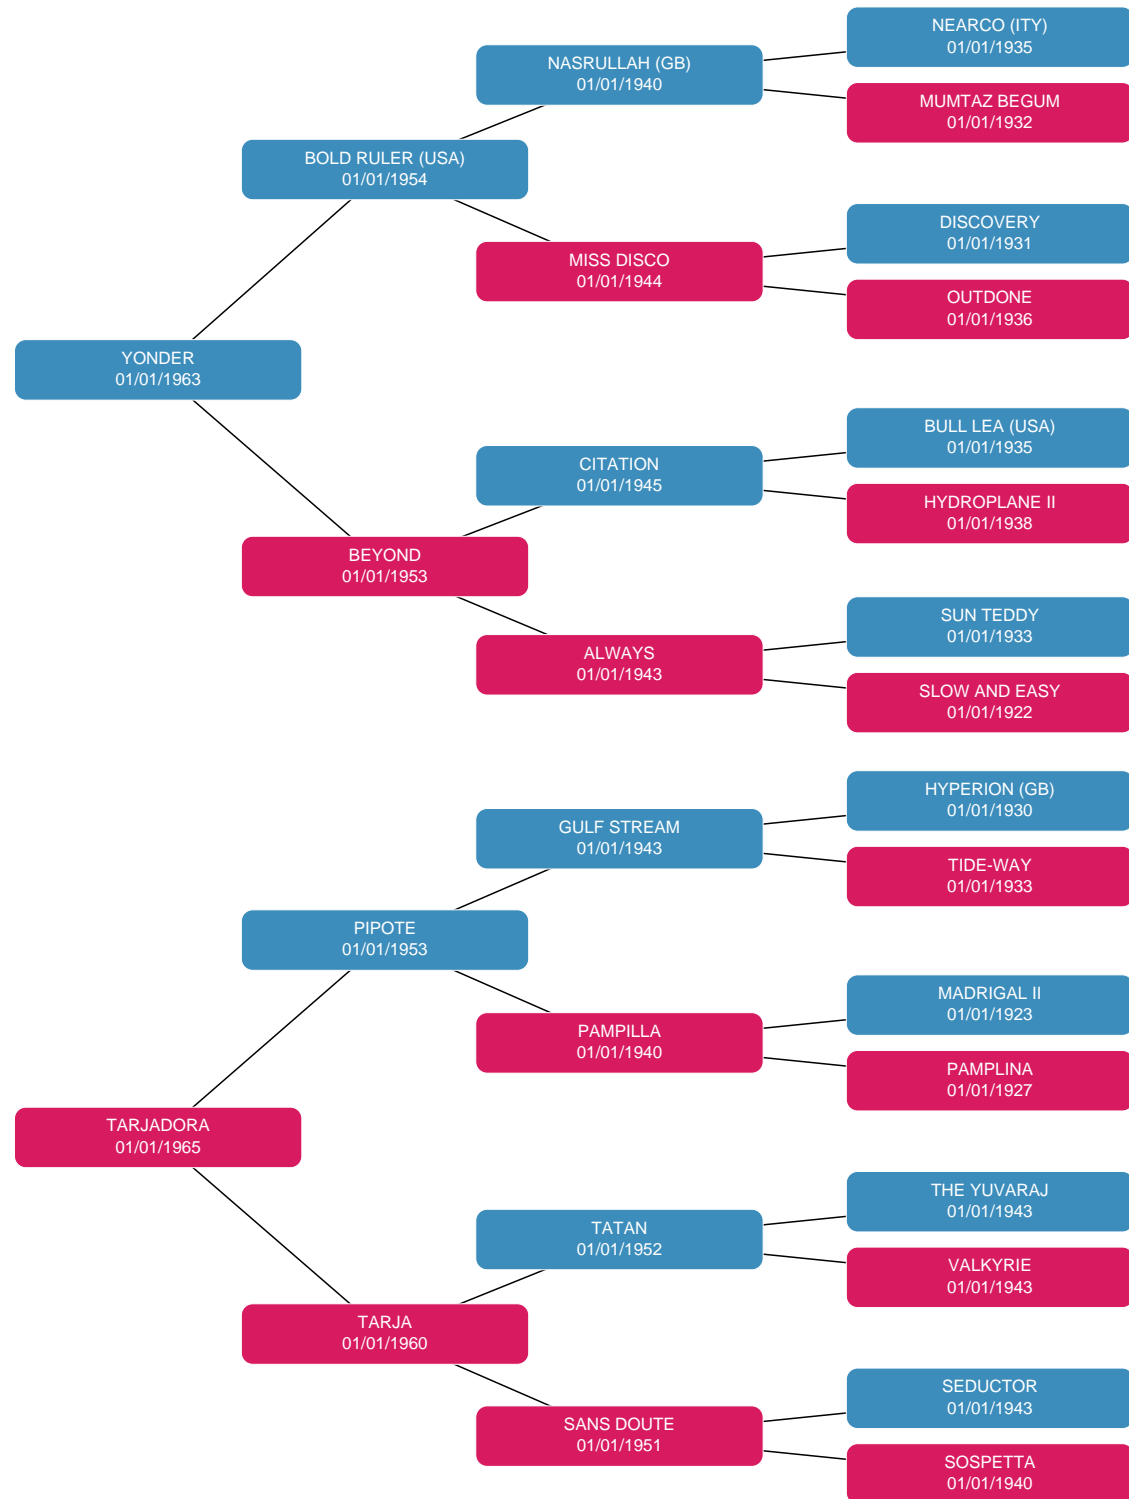 NEARCO (ITY)
01/01/1935
NASRULLAH (GB)
01/01/1940
MUMTAZ BEGUM
01/01/1932
BOLD RULER (USA)
01/01/1954
DISCOVERY
01/01/1931
MISS DISCO
01/01/1944
OUTDONE
01/01/1936
YONDER
01/01/1963
BULL LEA (USA)
01/01/1935
CITATION
01/01/1945
HYDROPLANE II
01/01/1938
BEYOND
01/01/1953
SUN TEDDY
01/01/1933
ALWAYS
01/01/1943
SLOW AND EASY
01/01/1922
HYPERION (GB)
01/01/1930
GULF STREAM
01/01/1943
TIDE-WAY
01/01/1933
PIPOTE
01/01/1953
MADRIGAL II
01/01/1923
PAMPILLA
01/01/1940
PAMPLINA
01/01/1927
TARJADORA
01/01/1965
THE YUVARAJ
01/01/1943
TATAN
01/01/1952
VALKYRIE
01/01/1943
TARJA
01/01/1960
SEDUCTOR
01/01/1943
SANS DOUTE
01/01/1951
SOSPETTA
01/01/1940